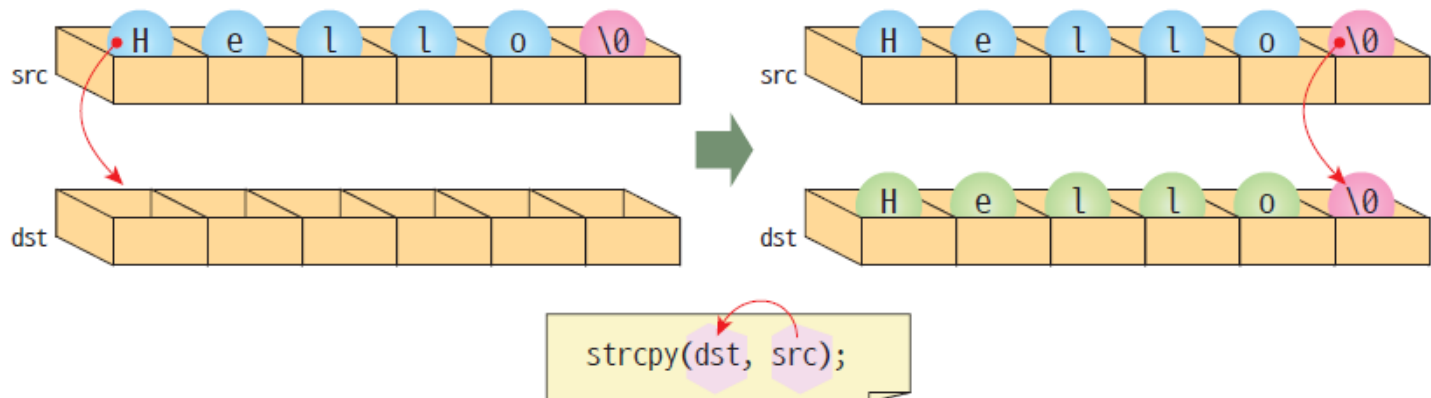 H e l l o \0
src
dst
H e l l o \0
src
H e l l o \0
dst
strcpy(dst, src);